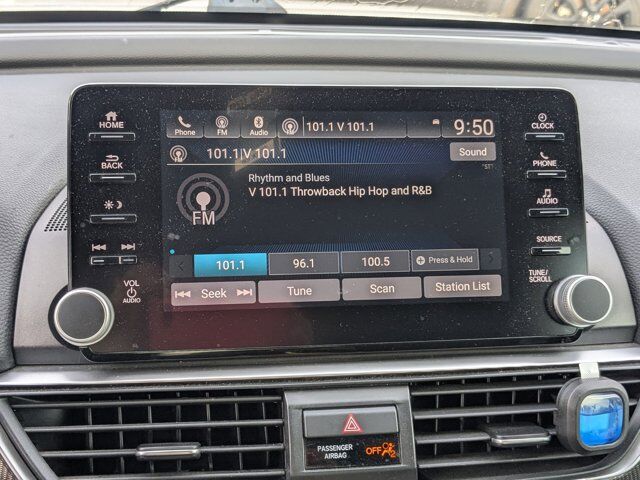 HOME
BACK
VOL
AUDIO
Phone FM Audio 101.1 V 101.1 9:50
101.1|V 101.1 Sound
Rhythm and Blues
V 101.1 Throwback Hip Hop and R&B
FM
101.1 96.1 100.5 Press & Hold
Seek Tune Scan Station List
CLOCK
PHONE
AUDIO
SOURCE
TUNE/
SCROLL
PASSENGER
AIRBAG
OFF 2